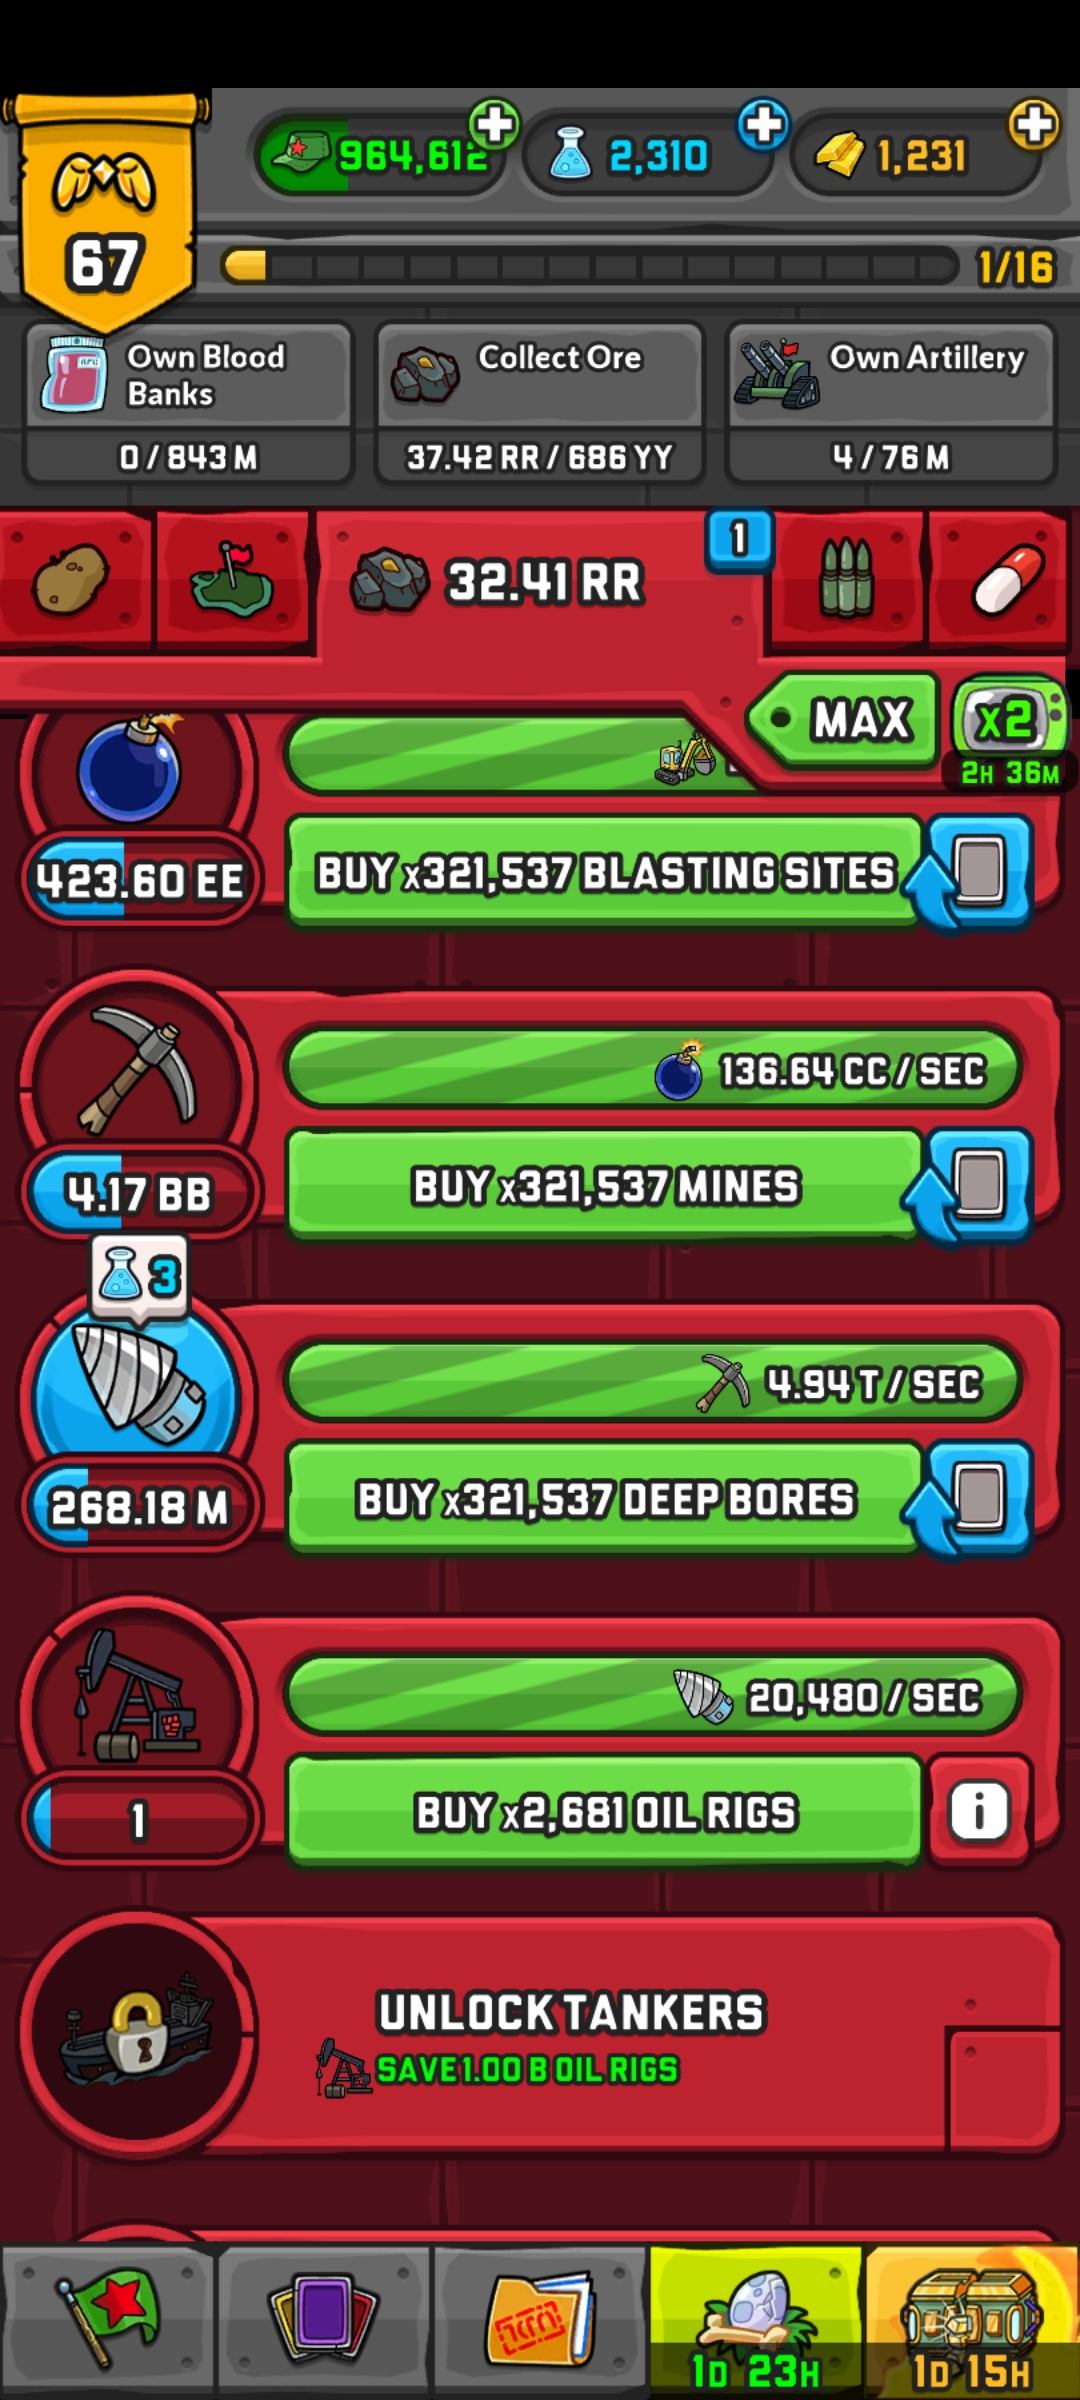 964,612
2,310
1,231
67
1/16
Own Blood Banks
Collect Ore
Own Artillery
0 / 843 M
37.42 RR / 686 YY
4 / 76 M
32.41 RR
1
MAX
x2
2H 36M
423.60 EE
BUY x321,537 BLASTING SITES
136.64 CC / SEC
4.17 BB
BUY x321,537 MINES
3
4.94 T / SEC
268.18 M
BUY x321,537 DEEP BORES
20,480 / SEC
1
BUY x2,681 OIL RIGS
i
UNLOCK TANKERS
SAVE 1.00 B OIL RIGS
1D 23H
1D 15H